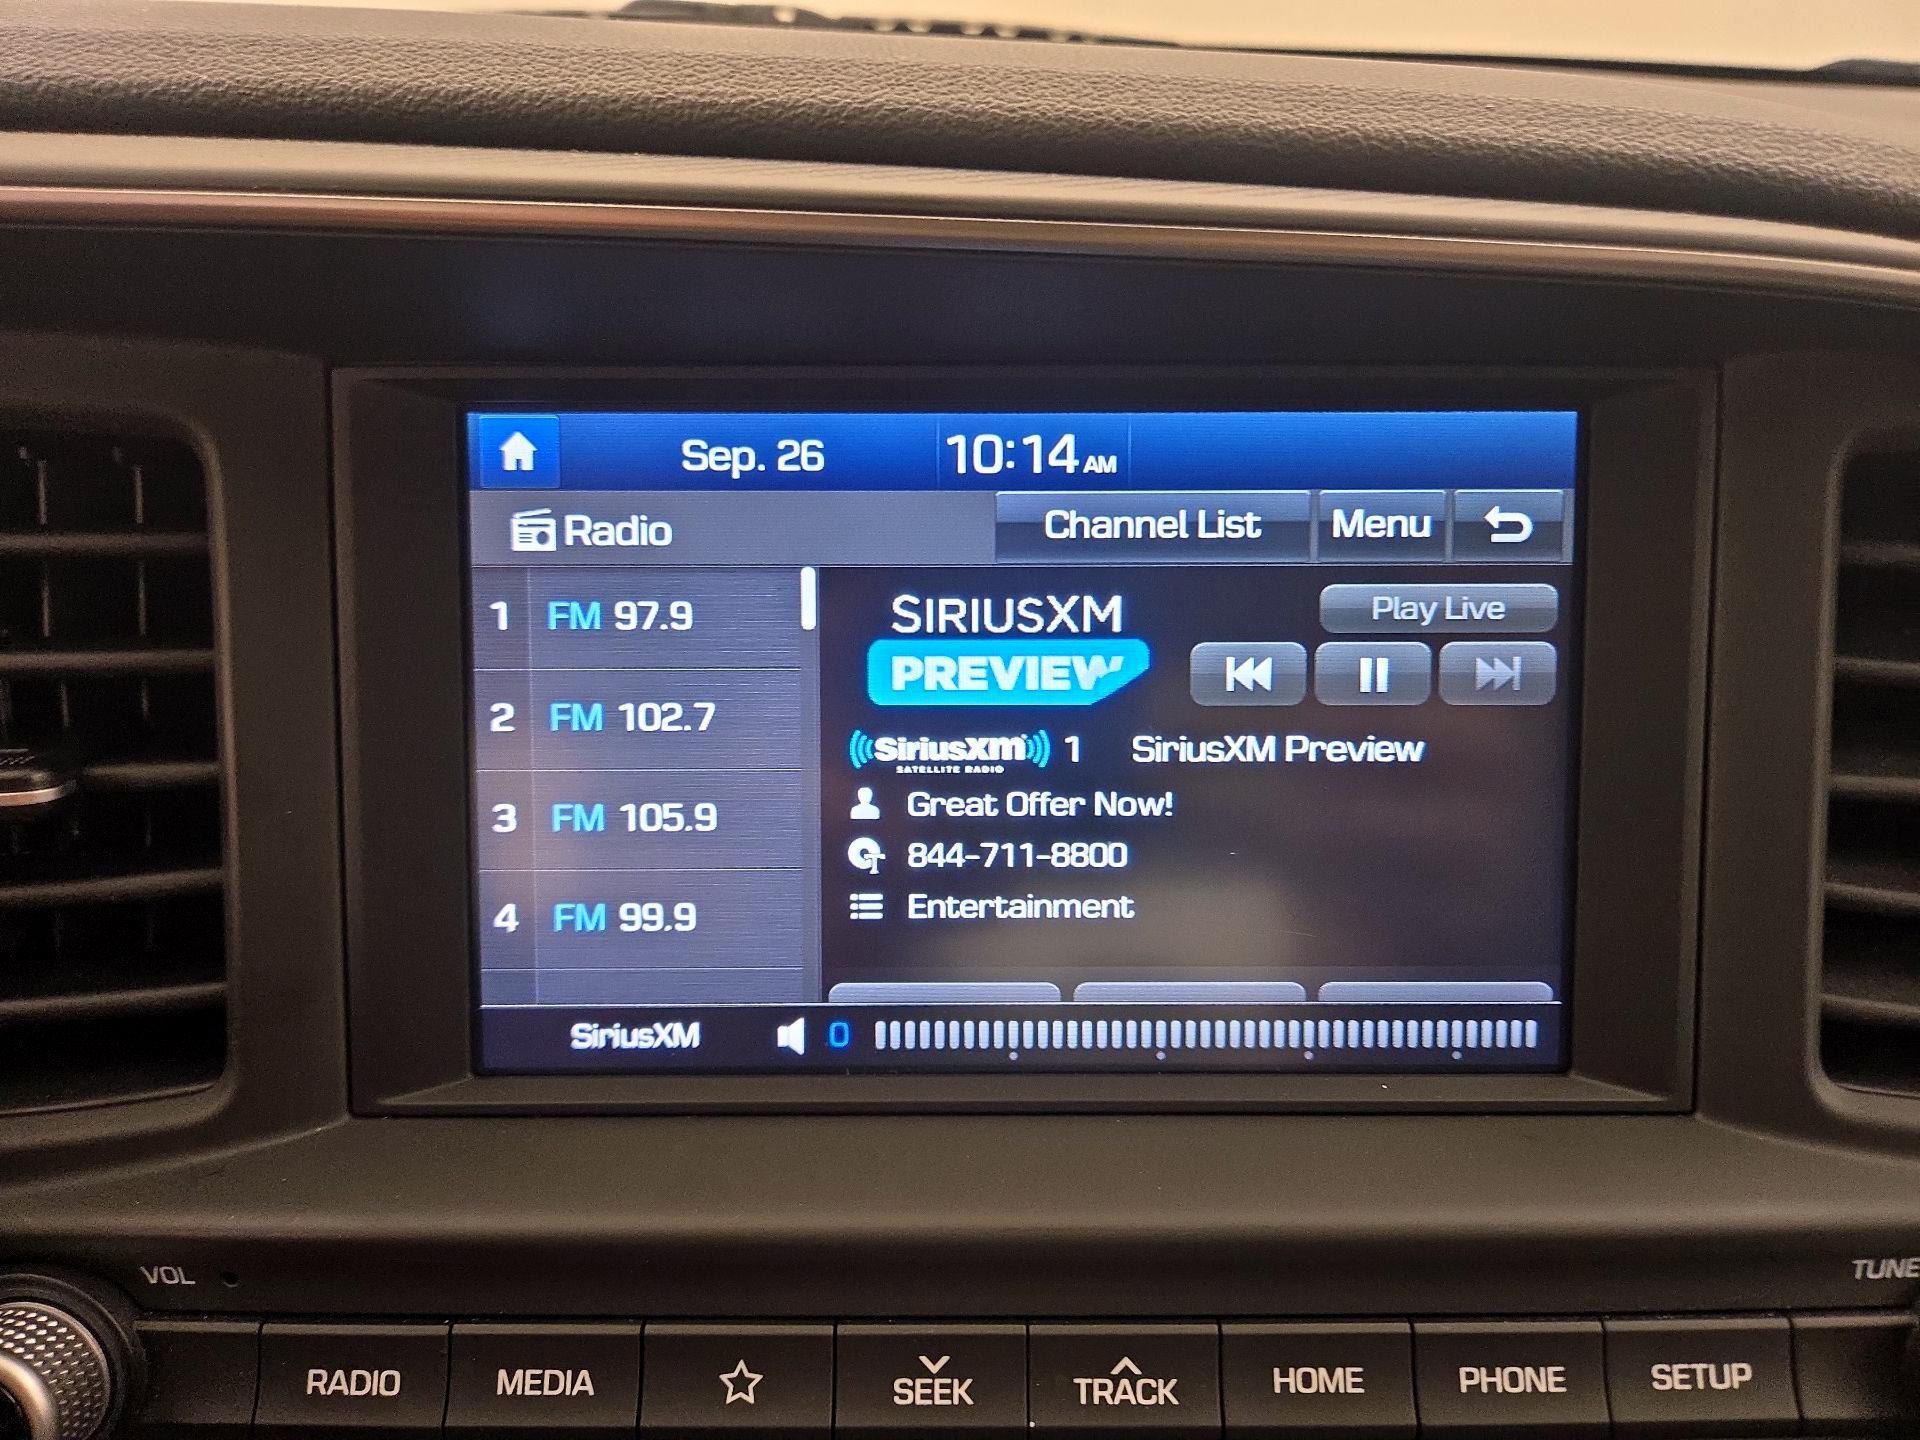 Sep. 26 10:14 AM
Radio Channel List Menu
1 FM 97.9
2 FM 102.7
3 FM 105.9
4 FM 99.9
SIRIUSXM
PREVIEW
Play Live
SiriusXM 1 SiriusXM Preview
SATELLITE RADIO
Great Offer Now!
844-711-8800
Entertainment
SiriusXM 0
VOL
TUNE
RADIO MEDIA SEEK TRACK HOME PHONE SETUP